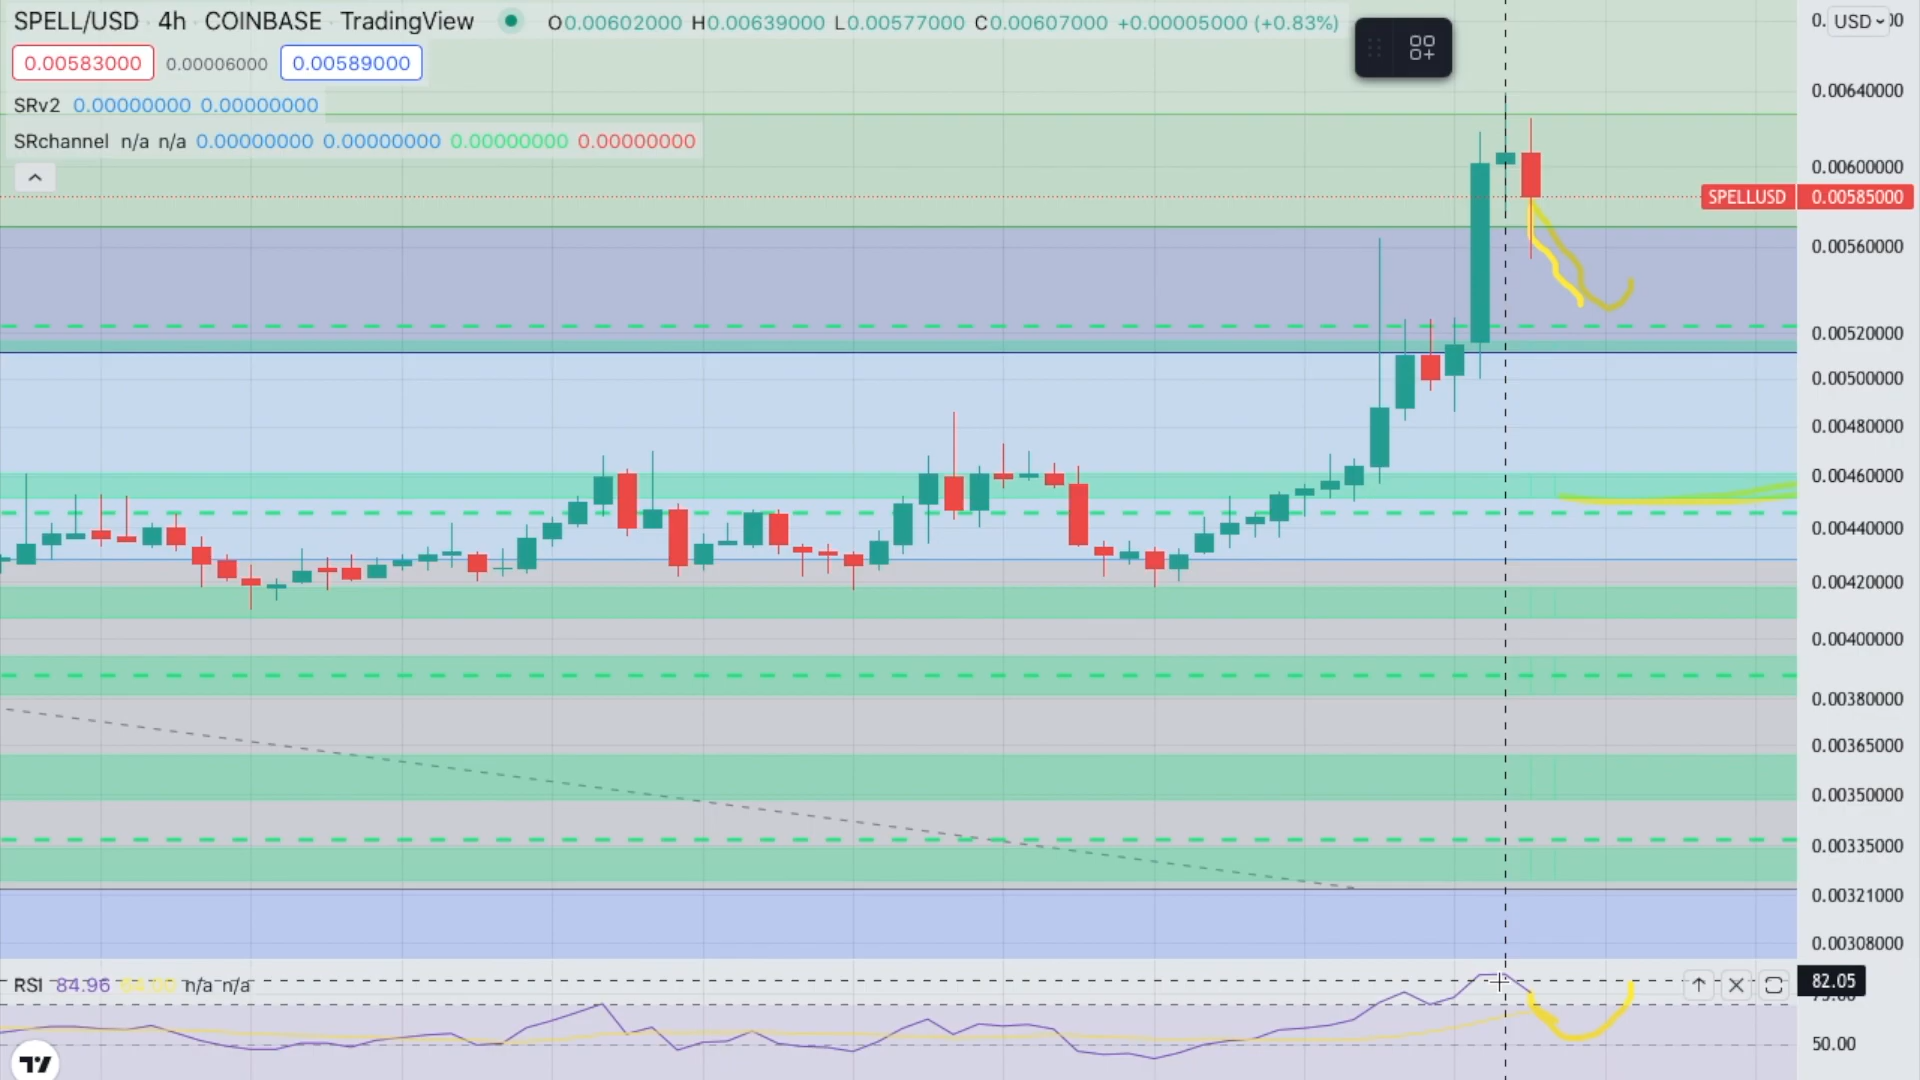 SPELL/USD · 4h · COINBASE · TradingView O0.00602000 H0.00639000 L0.00577000 C0.00607000 +0.00005000 (+0.83%)
USD
0.00583000 0.00006000 0.00589000
SRv2 0.00000000 0.00000000
SRchannel n/a n/a 0.00000000 0.00000000 0.00000000 0.00000000
0.00640000
0.00600000
SPELLUSD 0.00585000
0.00560000
0.00520000
0.00500000
0.00480000
0.00460000
0.00440000
0.00420000
0.00400000
0.00380000
0.00365000
0.00350000
0.00335000
0.00321000
0.00308000
RSI 84.96 n/a n/a
82.05
50.00